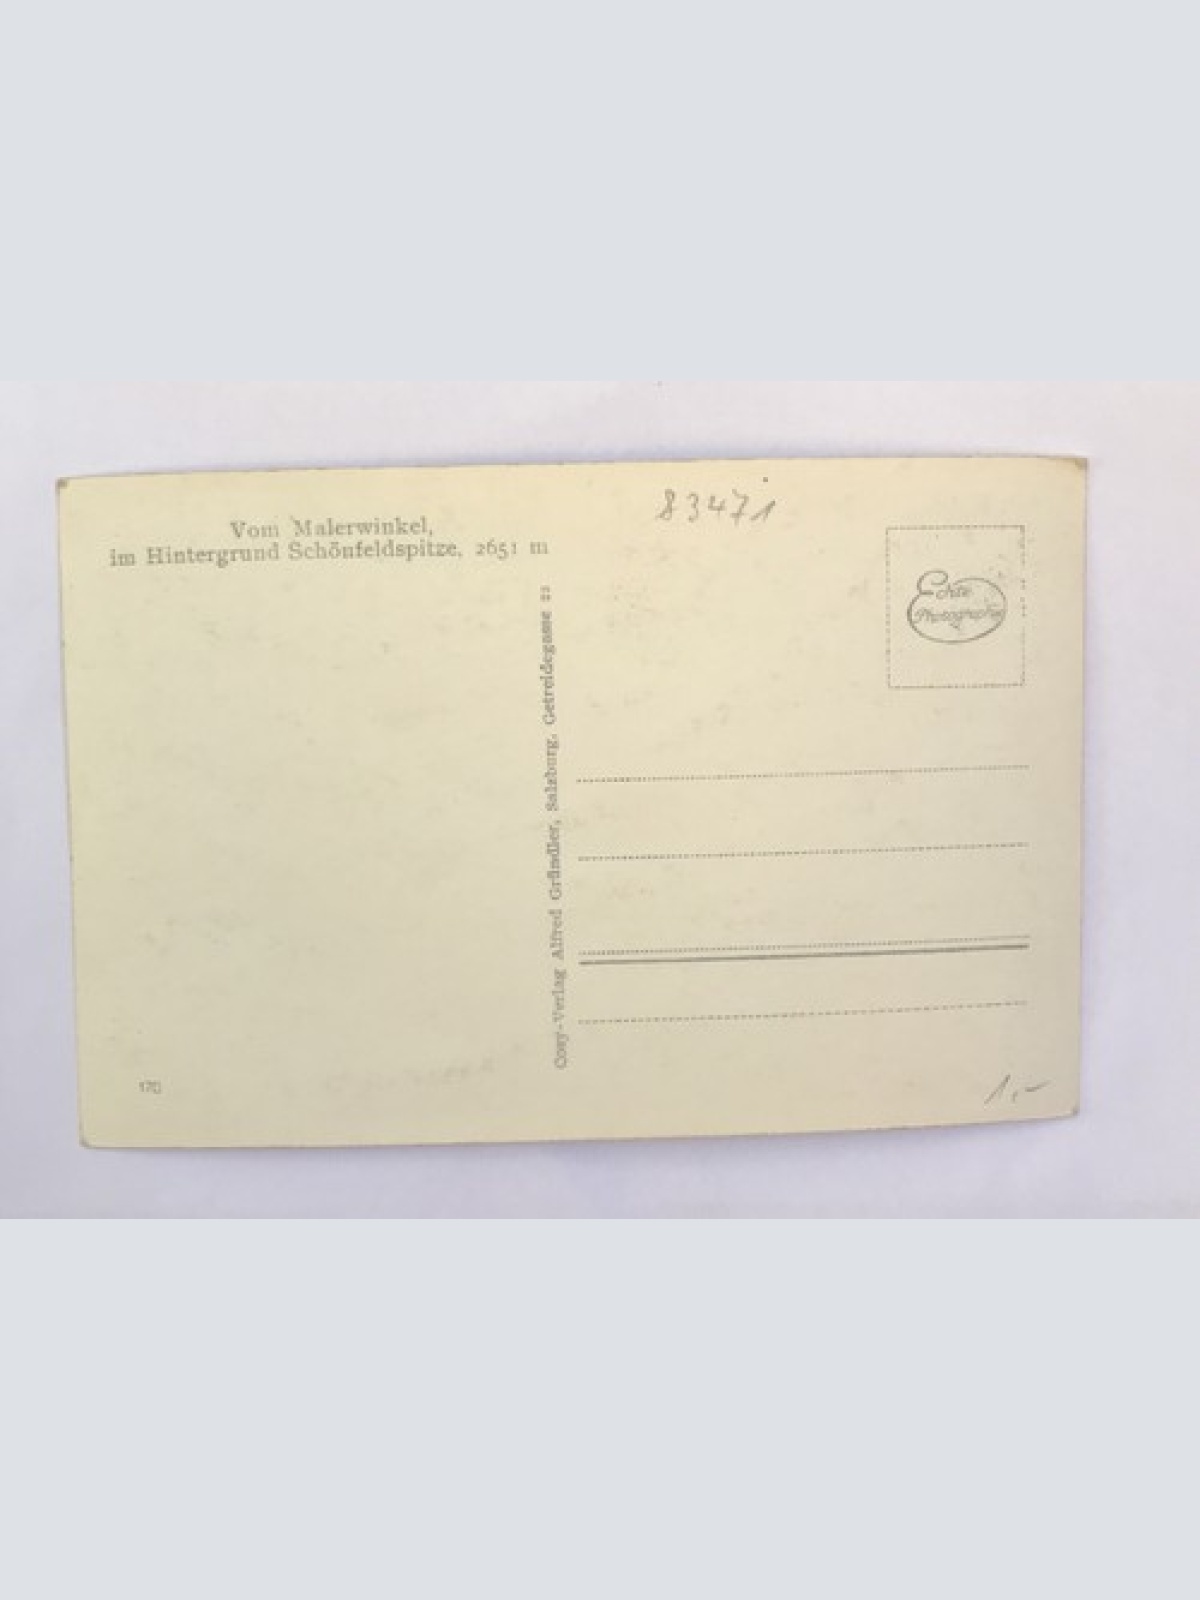 Vom Malerwinkel,
im Hintergrund Schönfeldspitze, 2651 m
83471
Echte
Photographie
Cosy-Verlag Alfred Gründler, Salzburg, Getreidegasse 22
170
1,-